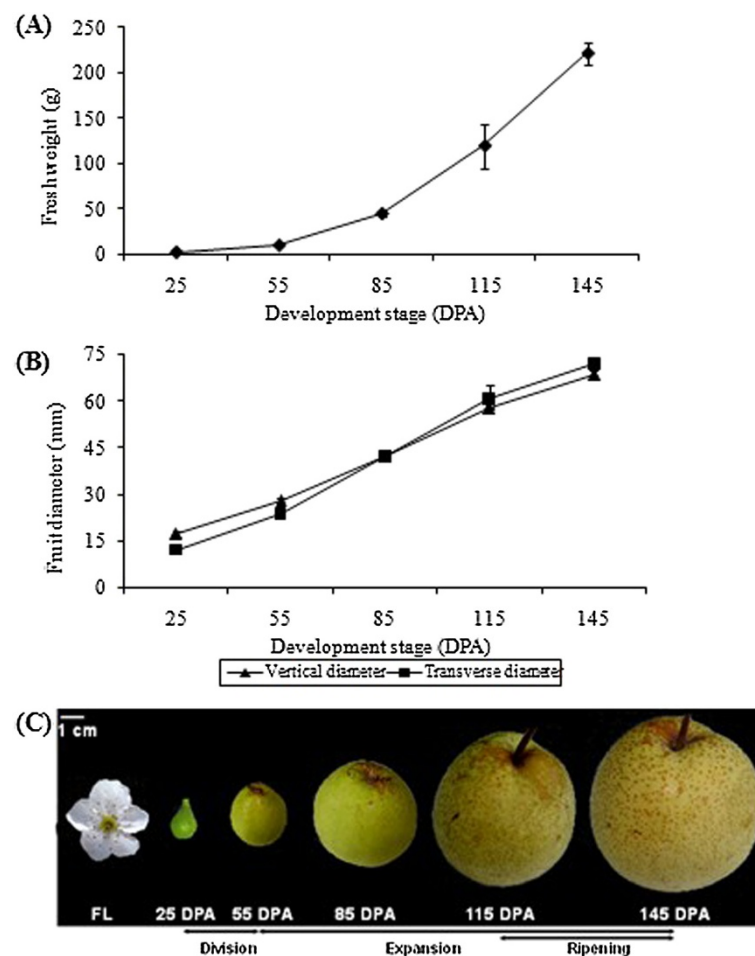 (A)
250
200
150
100
50
0
Fresh weight (g)
25 55 85 115 145
Development stage (DPA)
(B)
75
60
45
30
15
0
Fruit diameter (mm)
25 55 85 115 145
Development stage (DPA)
Vertical diameter Transverse diameter
(C)
1 cm
FL 25 DPA 55 DPA 85 DPA 115 DPA 145 DPA
Division Expansion Ripening